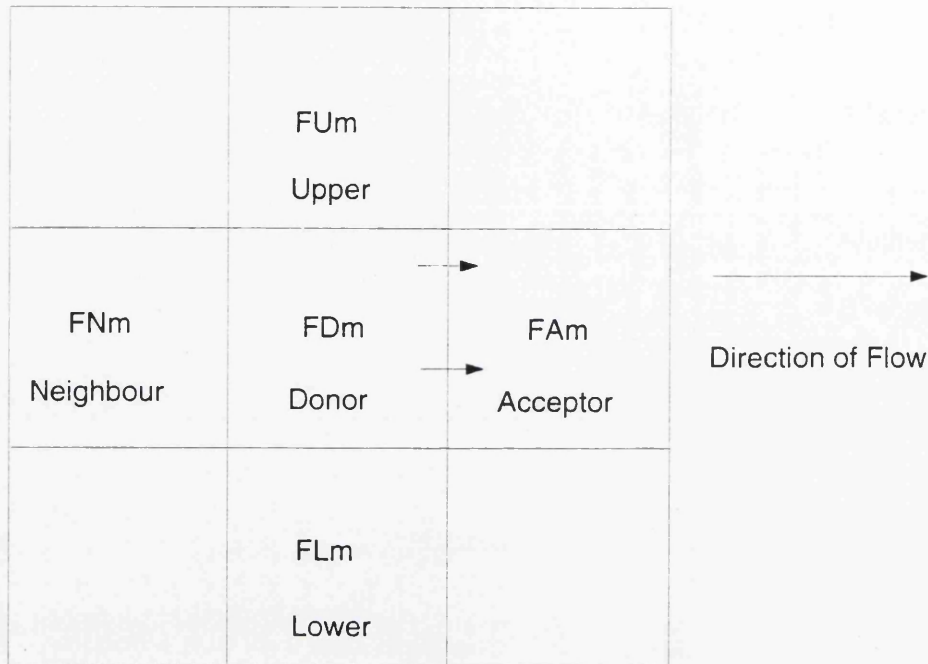 FUm
Upper
FNm
Neighbour
FDm
Donor
FAm
Acceptor
Direction of Flow
FLm
Lower